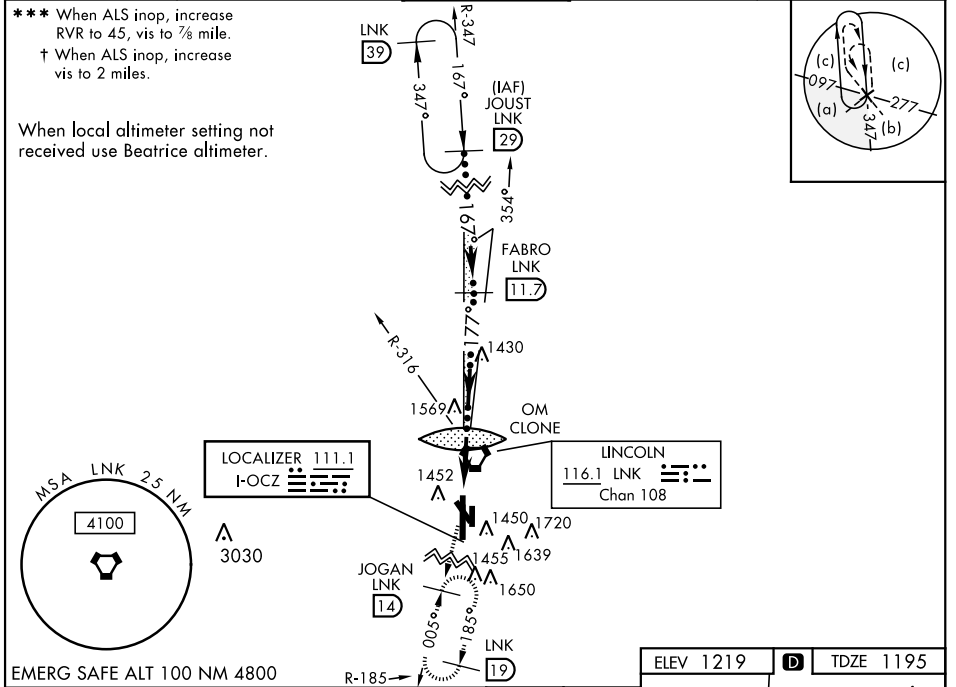 *** When ALS inop, increase
RVR to 45, vis to 7/8 mile.
† When ALS inop, increase
vis to 2 miles.
When local altimeter setting not
received use Beatrice altimeter.
LNK
39
R-347
347°
167°
(IAF)
JOUST
LNK
29
354°
167°
FABRO
LNK
11.7
177°
R-316
1430
1569
OM
CLONE
LOCALIZER 111.1
I-OCZ
LINCOLN
116.1 LNK
Chan 108
1452
1450
1720
1639
1455
1650
MSA LNK 25 NM
4100
3030
JOGAN
LNK
14
005°
185°
LNK
19
R-185
EMERG SAFE ALT 100 NM 4800
(c)
(c)
097
(a)
277
(b)
347
ELEV 1219
D
TDZE 1195